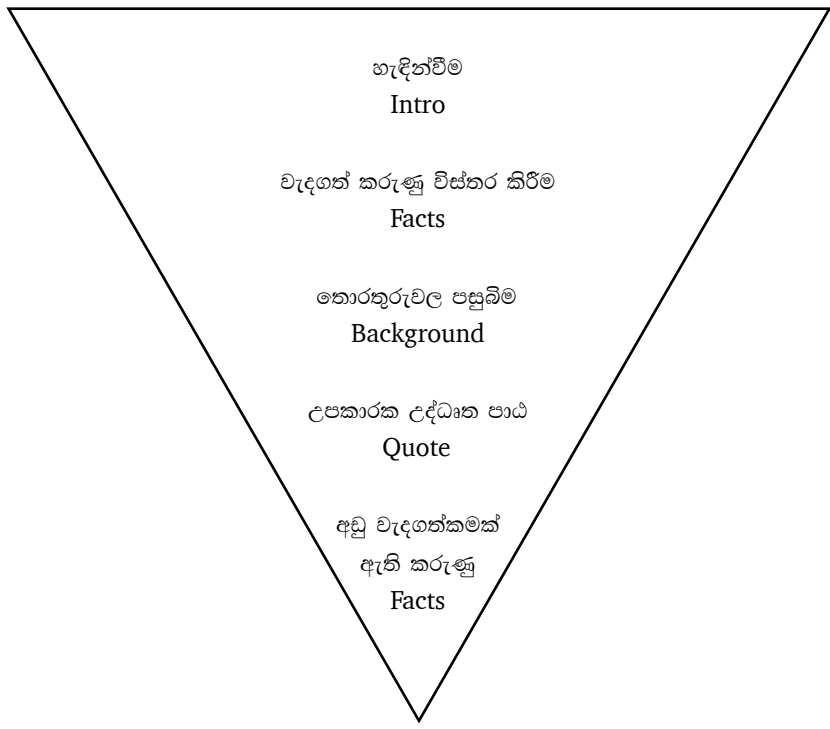 හැඳින්වීම
Intro
වැදගත් කරුණු විස්තර කිරීම
Facts
තොරතුරුවල පසුබිම
Background
උපකාරක උද්ධෘත පාඨ
Quote
අඩු වැදගත්කමක්
ඇති කරුණු
Facts